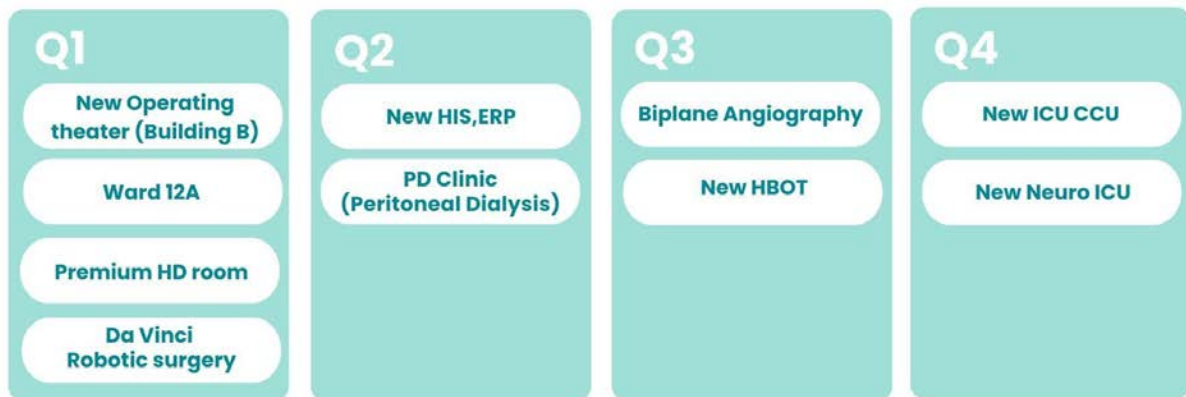 Q1
New Operating
theater (Building B)
Ward 12A
Premium HD room
Da Vinci
Robotic surgery
Q2
New HIS,ERP
PD Clinic
(Peritoneal Dialysis)
Q3
Biplane Angiography
New HBOT
Q4
New ICU CCU
New Neuro ICU